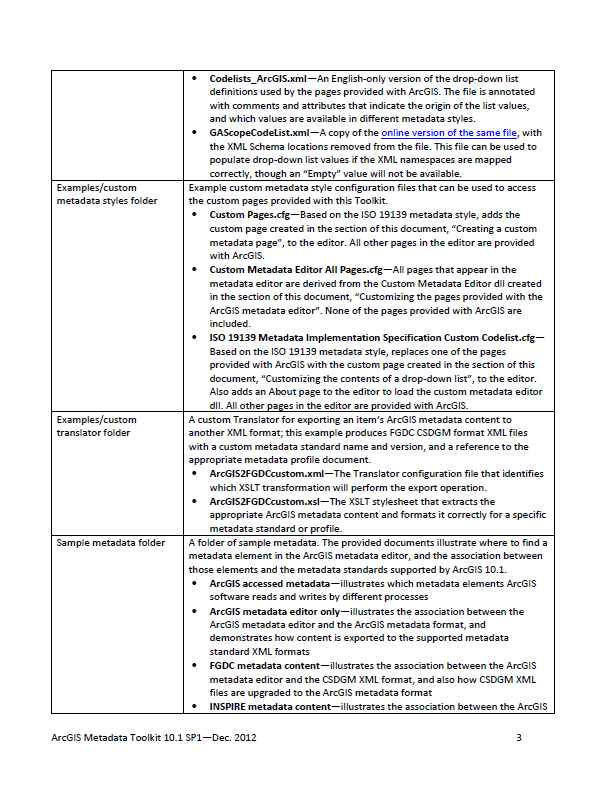 • Codelists_ArcGIS.xml—An English-only version of the drop-down list
definitions used by the pages provided with ArcGIS. The file is annotated
with comments and attributes that indicate the origin of the list values,
and which values are available in different metadata styles.
• GAScopeCodeList.xml—A copy of the online version of the same file, with
the XML Schema locations removed from the file. This file can be used to
populate drop-down list values if the XML namespaces are mapped
correctly, though an “Empty” value will not be available.
Examples/custom
metadata styles folder
Example custom metadata style configuration files that can be used to access
the custom pages provided with this Toolkit.
• Custom Pages.cfg—Based on the ISO 19139 metadata style, adds the
custom page created in the section of this document, “Creating a custom
metadata page”, to the editor. All other pages in the editor are provided
with ArcGIS.
• Custom Metadata Editor All Pages.cfg—All pages that appear in the
metadata editor are derived from the Custom Metadata Editor dll created
in the section of this document, “Customizing the pages provided with the
ArcGIS metadata editor”. None of the pages provided with ArcGIS are
included.
• ISO 19139 Metadata Implementation Specification Custom Codelist.cfg—
Based on the ISO 19139 metadata style, replaces one of the pages
provided with ArcGIS with the custom page created in the section of this
document, “Customizing the contents of a drop-down list”, to the editor.
Also adds an About page to the editor to load the custom metadata editor
dll. All other pages in the editor are provided with ArcGIS.
Examples/custom
translator folder
A custom Translator for exporting an item’s ArcGIS metadata content to
another XML format; this example produces FGDC CSDGM format XML files
with a custom metadata standard name and version, and a reference to the
appropriate metadata profile document.
• ArcGIS2FGDCcustom.xml—The Translator configuration file that identifies
which XSLT transformation will perform the export operation.
• ArcGIS2FGDCcustom.xsl—The XSLT stylesheet that extracts the
appropriate ArcGIS metadata content and formats it correctly for a specific
metadata standard or profile.
Sample metadata folder
A folder of sample metadata. The provided documents illustrate where to find a
metadata element in the ArcGIS metadata editor, and the association between
those elements and the metadata standards supported by ArcGIS 10.1.
• ArcGIS accessed metadata—illustrates which metadata elements ArcGIS
software reads and writes by different processes
• ArcGIS metadata editor only—illustrates the association between the
ArcGIS metadata editor and the ArcGIS metadata format, and
demonstrates how content is exported to the supported metadata
standard XML formats
• FGDC metadata content—illustrates the association between the ArcGIS
metadata editor and the CSDGM XML format, and also how CSDGM XML
files are upgraded to the ArcGIS metadata format
• INSPIRE metadata content—illustrates the association between the ArcGIS
ArcGIS Metadata Toolkit 10.1 SP1—Dec. 2012 3